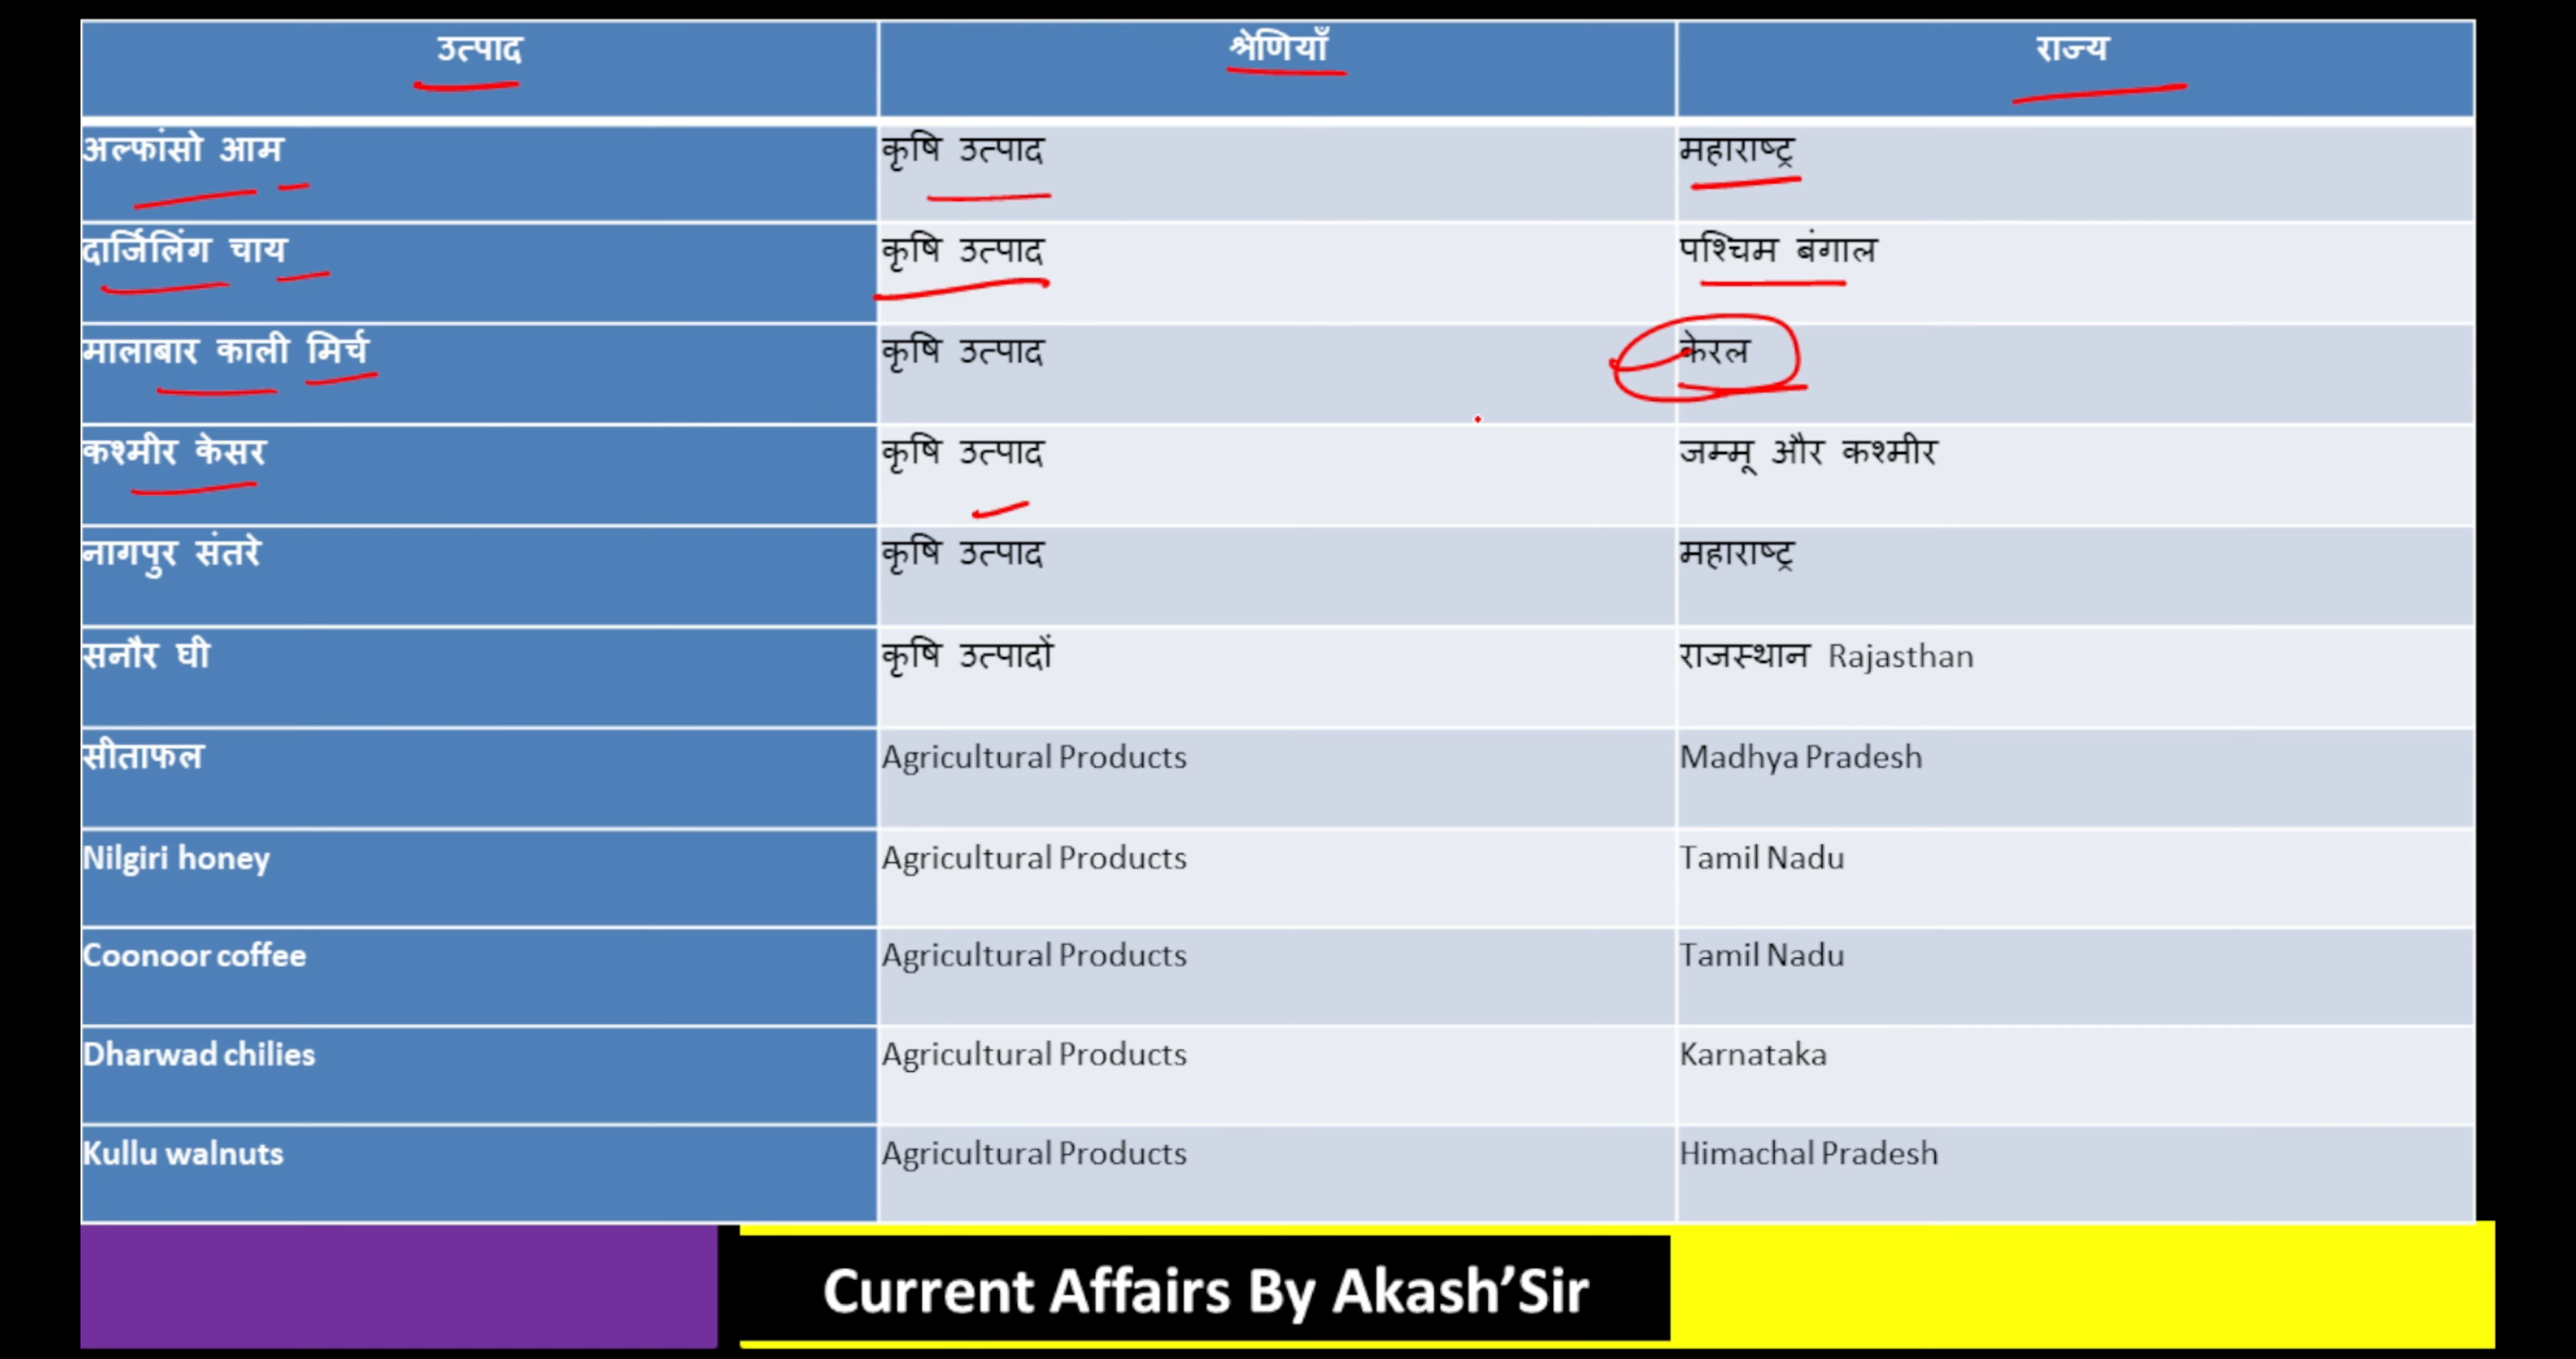 उत्पाद श्रेणियाँ राज्य
अल्फांसो आम कृषि उत्पाद महाराष्ट्र
दार्जिलिंग चाय कृषि उत्पाद पश्चिम बंगाल
मालाबार काली मिर्च कृषि उत्पाद केरल
कश्मीर केसर कृषि उत्पाद जम्मू और कश्मीर
नागपुर संतरे कृषि उत्पाद महाराष्ट्र
सनौर घी कृषि उत्पादों राजस्थान Rajasthan
सीताफल Agricultural Products Madhya Pradesh
Nilgiri honey Agricultural Products Tamil Nadu
Coonoor coffee Agricultural Products Tamil Nadu
Dharwad chilies Agricultural Products Karnataka
Kullu walnuts Agricultural Products Himachal Pradesh
Current Affairs By Akash’Sir